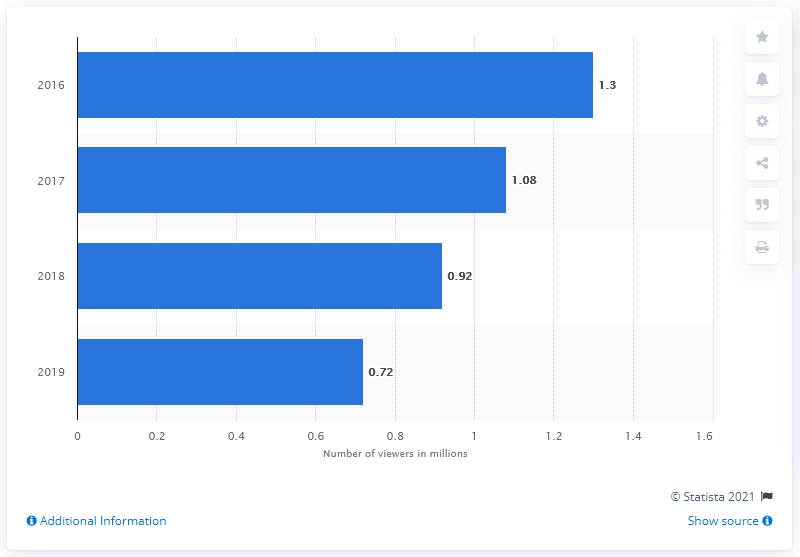 2016
1.3
2017
1.08
2018
0.92
2019
0.72
0 0.2 0.4 0.6 0.8 1 1.2 1.4 1.6
Number of viewers in millions
© Statista 2021
Additional Information
Show source